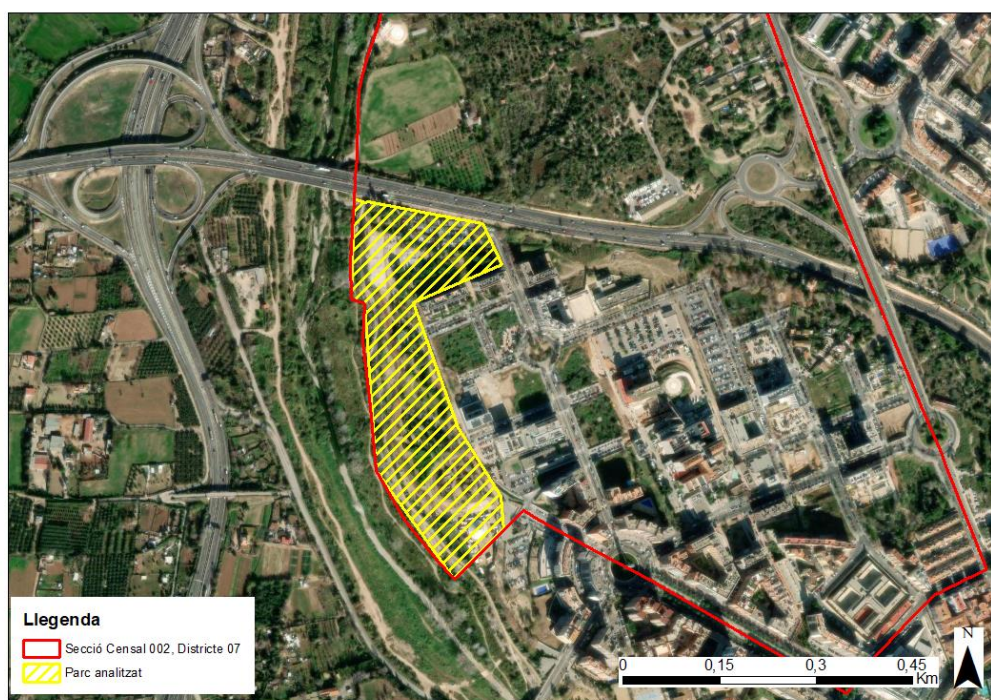 Llegenda
Secció Censal 002, Districte 07
Parc analitzat
N
0 0,15 0,3 0,45
Km